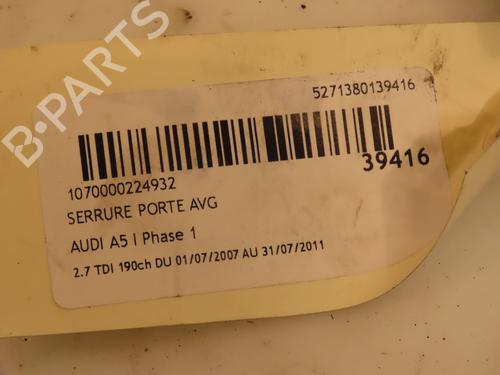 B-PARTS
5271380139416
39416
1070000224932
SERRURE PORTE AVG
AUDI A5 I Phase 1
2.7 TDI 190ch DU 01/07/2007 AU 31/07/2011